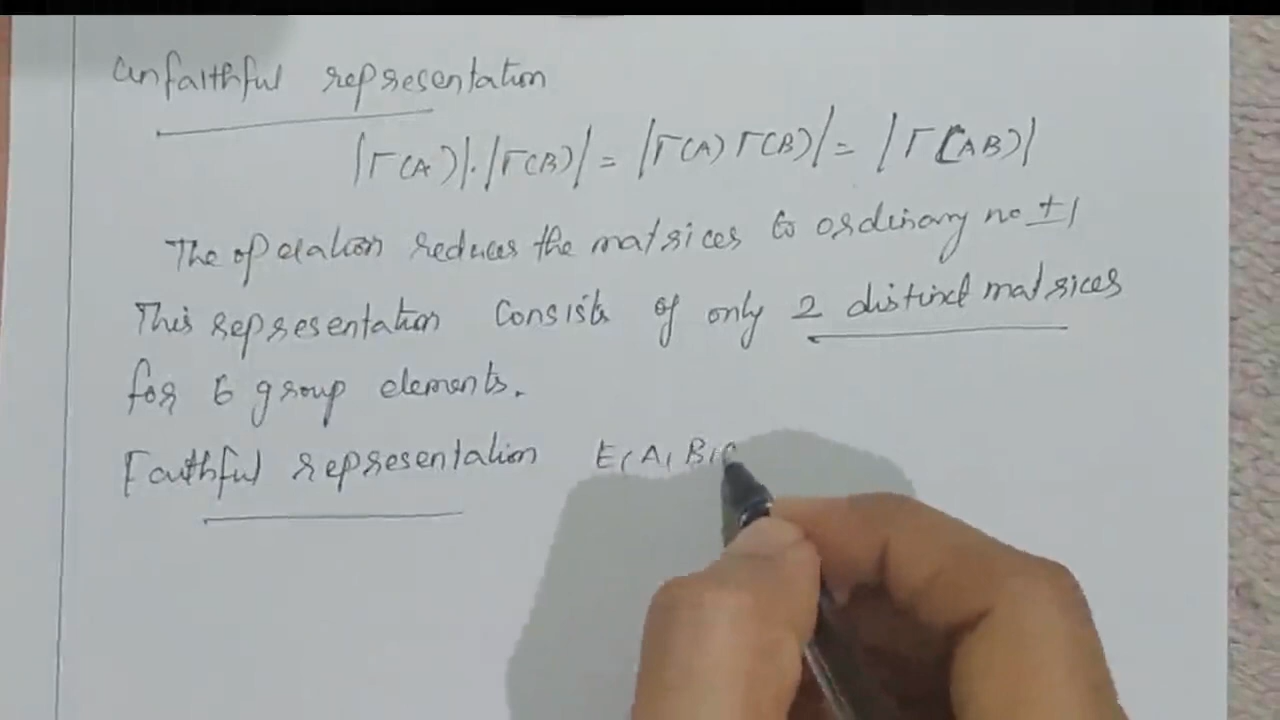 Unfaithful representation
|Γ(A)|.|Γ(B)| = |Γ(A) Γ(B)| = |Γ(AB)|
The operation reduces the matrices to ordinary no ±1
This representation consists of only 2 distinct matrices
for 6 group elements.
Faithful representation E, A, B, C